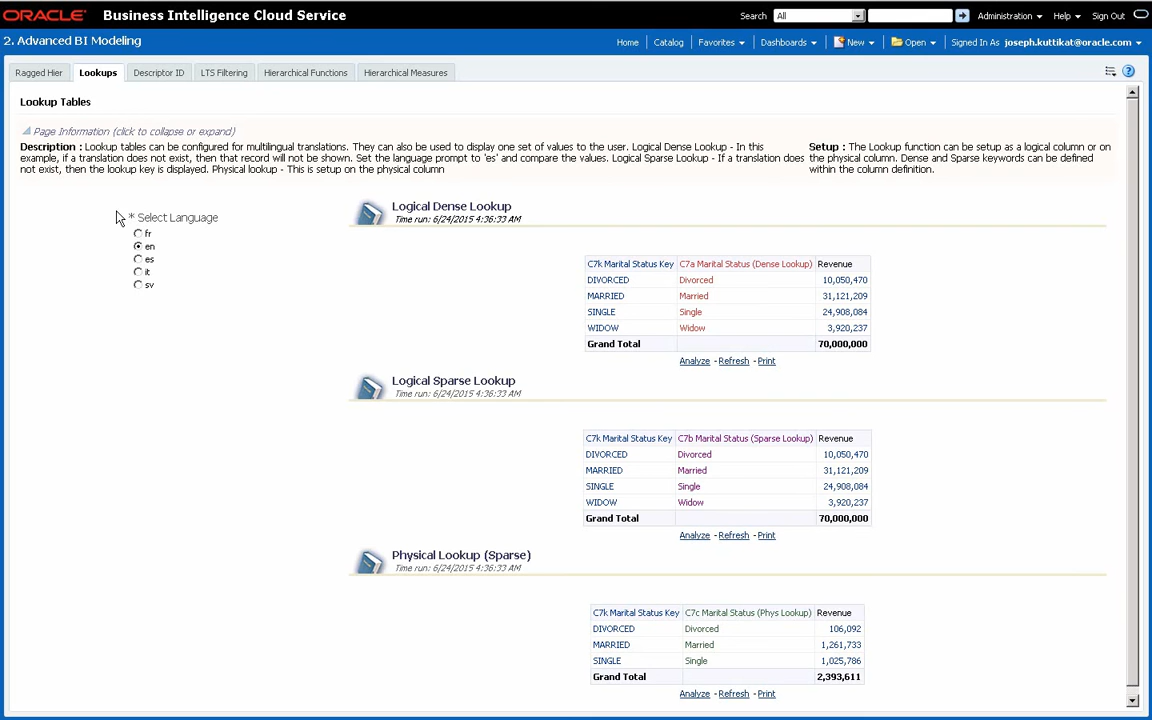 ORACLE® Business Intelligence Cloud Service Search All Administration Help Sign Out
2. Advanced BI Modeling Home Catalog Favorites Dashboards New Open Signed In As joseph.kuttikat@oracle.com
Ragged Hier Lookups Descriptor ID LTS Filtering Hierarchical Functions Hierarchical Measures
Lookup Tables
Page Information (click to collapse or expand)
Description : Lookup tables can be configured for multilingual translations. They can also be used to display one set of values to the user. Logical Dense Lookup - In this
example, if a translation does not exist, then that record will not be shown. Set the language prompt to 'es' and compare the values. Logical Sparse Lookup - If a translation does
not exist, then the lookup key is displayed. Physical lookup - This is setup on the physical column
Setup : The Lookup function can be setup as a logical column or on
the physical column. Dense and Sparse keywords can be defined
within the column definition.
* Select Language
fr
en
es
it
sv
Logical Dense Lookup
Time run: 6/24/2015 4:36:33 AM
C7k Marital Status Key C7a Marital Status (Dense Lookup) Revenue
DIVORCED Divorced 10,050,470
MARRIED Married 31,121,209
SINGLE Single 24,908,084
WIDOW Widow 3,920,237
Grand Total 70,000,000
Analyze - Refresh - Print
Logical Sparse Lookup
Time run: 6/24/2015 4:36:33 AM
C7k Marital Status Key C7b Marital Status (Sparse Lookup) Revenue
DIVORCED Divorced 10,050,470
MARRIED Married 31,121,209
SINGLE Single 24,908,084
WIDOW Widow 3,920,237
Grand Total 70,000,000
Analyze - Refresh - Print
Physical Lookup (Sparse)
Time run: 6/24/2015 4:36:33 AM
C7k Marital Status Key C7c Marital Status (Phys Lookup) Revenue
DIVORCED Divorced 106,092
MARRIED Married 1,261,733
SINGLE Single 1,025,786
Grand Total 2,393,611
Analyze - Refresh - Print